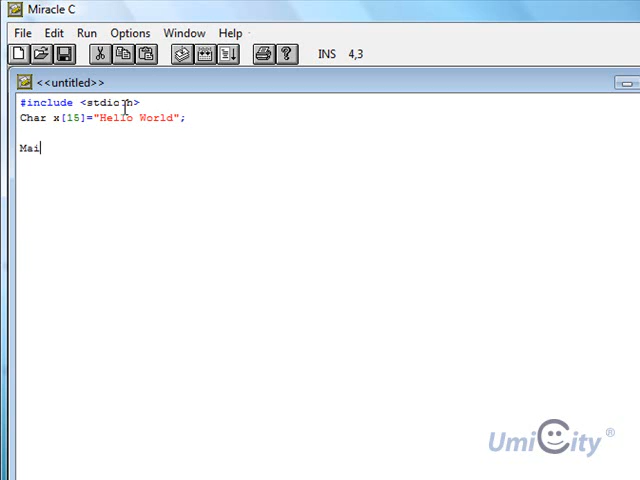 Miracle C
File Edit Run Options Window Help
INS 4,3
<<untitled>>
#include <stdio.h>
Char x[15]="Hello World";
Mai
UmiCity ®